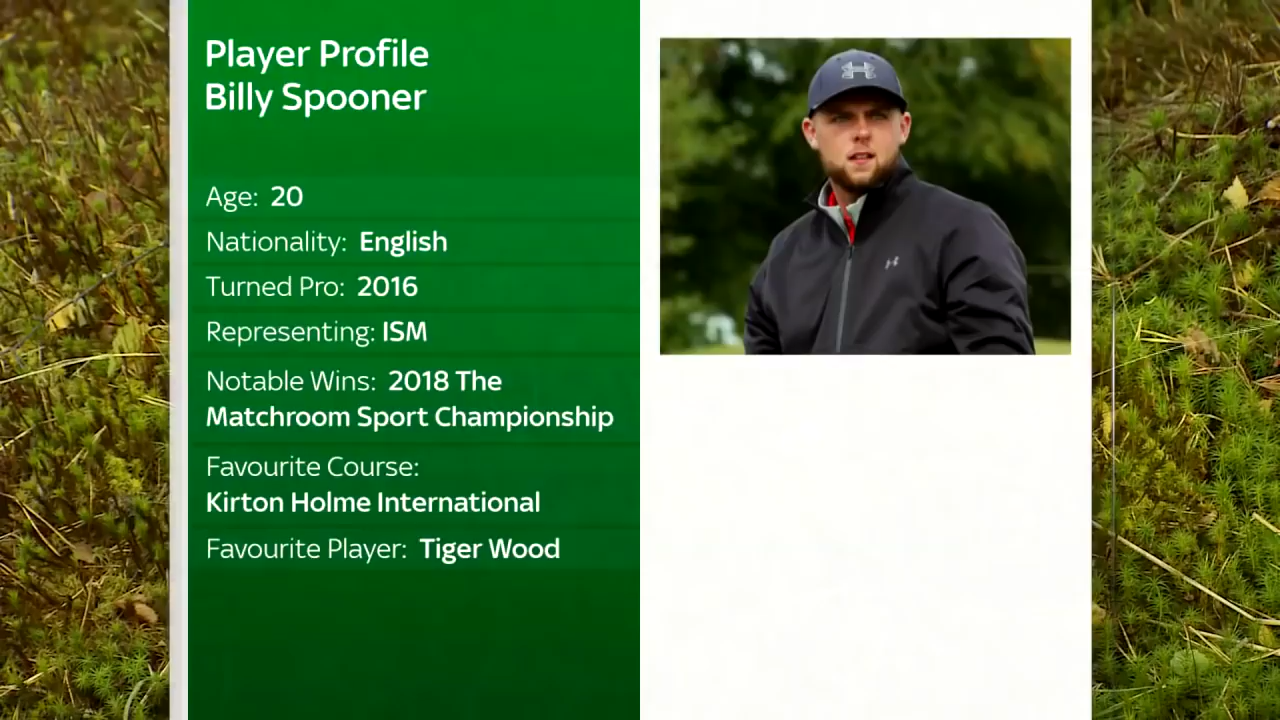 Player Profile
Billy Spooner
Age: 20
Nationality: English
Turned Pro: 2016
Representing: ISM
Notable Wins: 2018 The
Matchroom Sport Championship
Favourite Course:
Kirton Holme International
Favourite Player: Tiger Wood